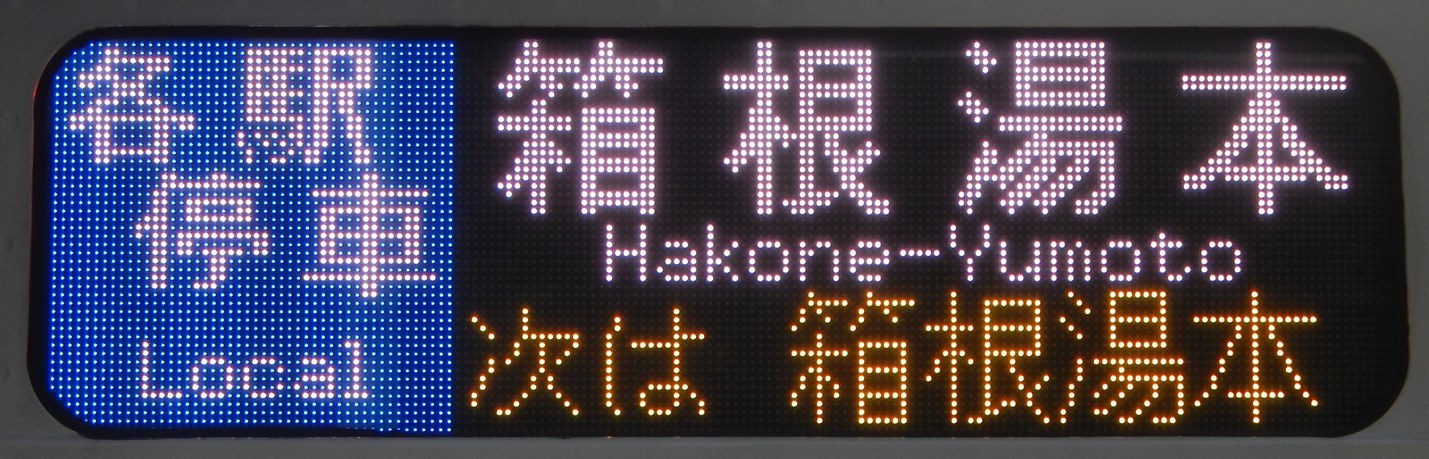 各駅
停車
Local
箱根湯本
Hakone-Yumoto
次は 箱根湯本